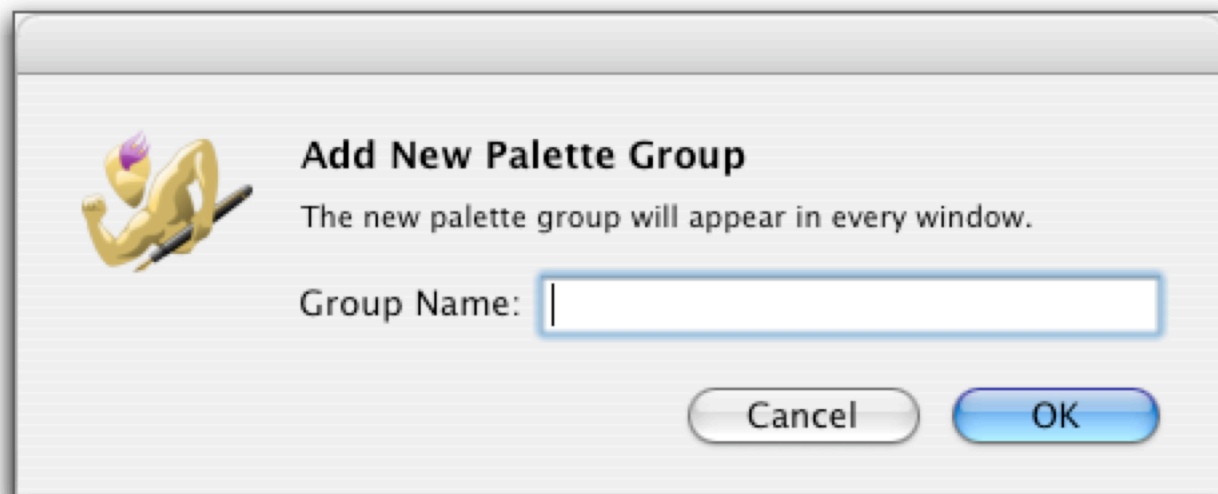 Add New Palette Group
The new palette group will appear in every window.
Group Name:
Cancel OK